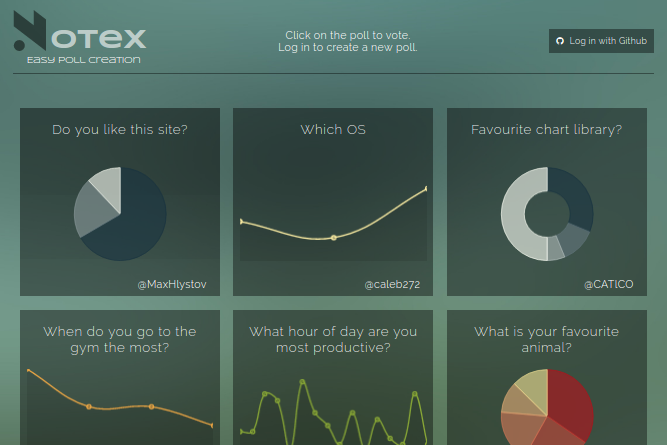 Notex
Easy Poll Creation
Click on the poll to vote.
Log in to create a new poll.
Log in with Github
Do you like this site?
@MaxHlystov
Which OS
@caleb272
Favourite chart library?
@CATlCO
When do you go to the
gym the most?
What hour of day are you
most productive?
What is your favourite
animal?